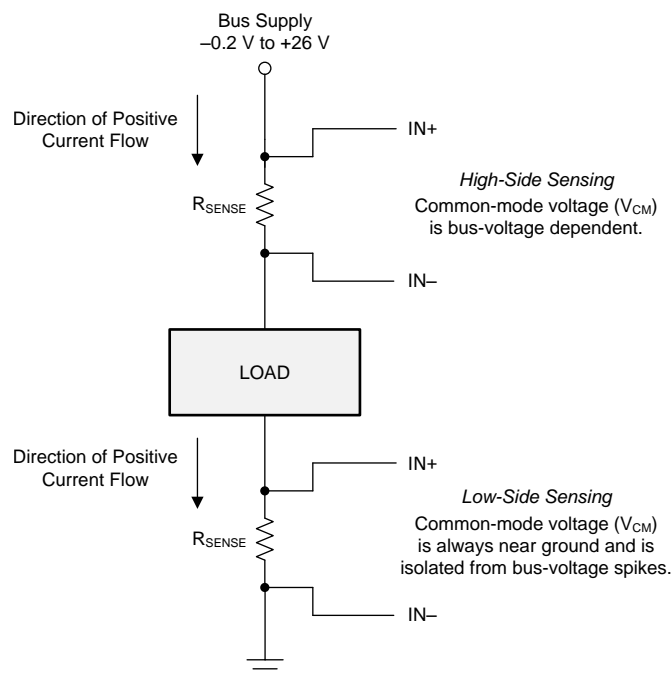 Bus Supply
–0.2 V to +26 V
Direction of Positive
Current Flow
IN+
RSENSE
High-Side Sensing
Common-mode voltage (VCM)
is bus-voltage dependent.
IN–
LOAD
Direction of Positive
Current Flow
IN+
RSENSE
Low-Side Sensing
Common-mode voltage (VCM)
is always near ground and is
isolated from bus-voltage spikes.
IN–